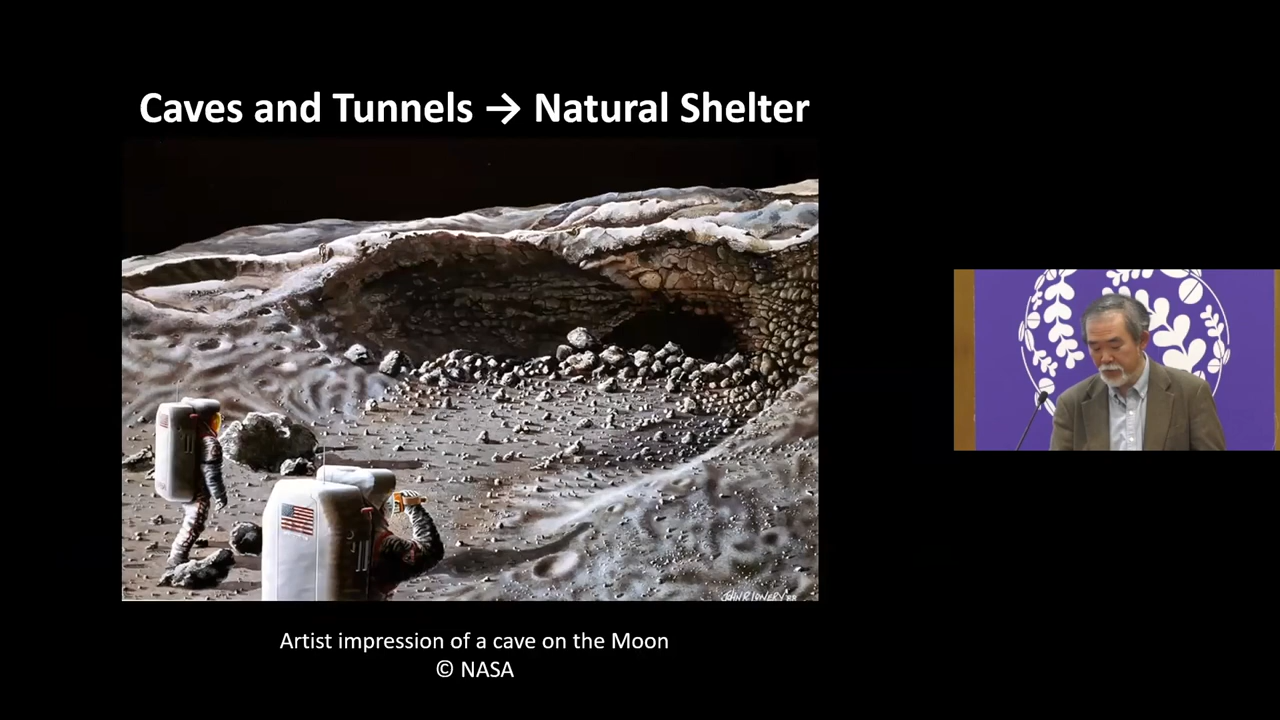 Caves and Tunnels → Natural Shelter
Artist impression of a cave on the Moon
© NASA